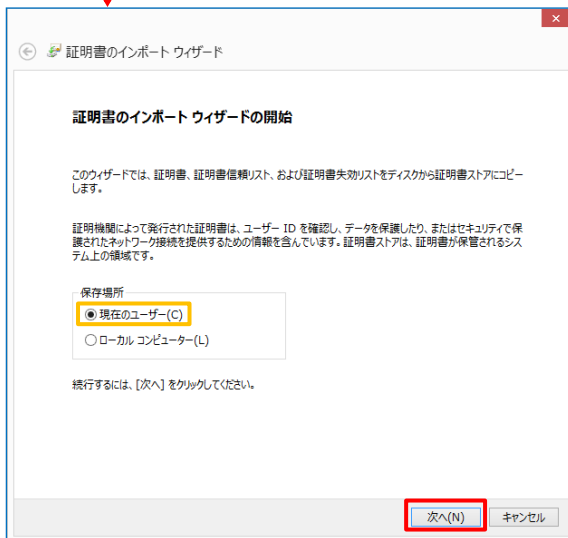 証明書のインポート ウィザード
証明書のインポート ウィザードの開始
このウィザードでは、証明書、証明書信頼リスト、および証明書失効リストをディスクから証明書ストアにコピー
します。
証明機関によって発行された証明書は、ユーザー ID を確認し、データを保護したり、またはセキュリティで保
護されたネットワーク接続を提供するための情報を含んでいます。証明書ストアは、証明書が保管されるシス
テム上の領域です。
保存場所
現在のユーザー(C)
ローカル コンピューター(L)
続行するには、[次へ] をクリックしてください。
次へ(N) キャンセル